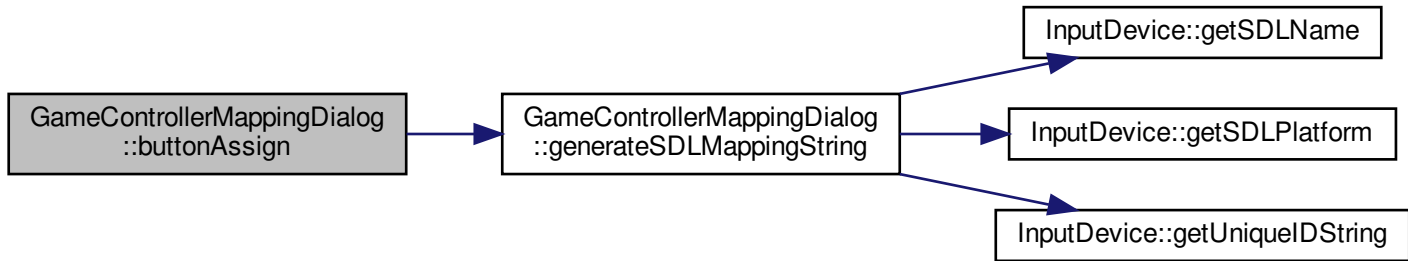 GameControllerMappingDialog
::buttonAssign
GameControllerMappingDialog
::generateSDLMappingString
InputDevice::getSDLName
InputDevice::getSDLPlatform
InputDevice::getUniqueIDString